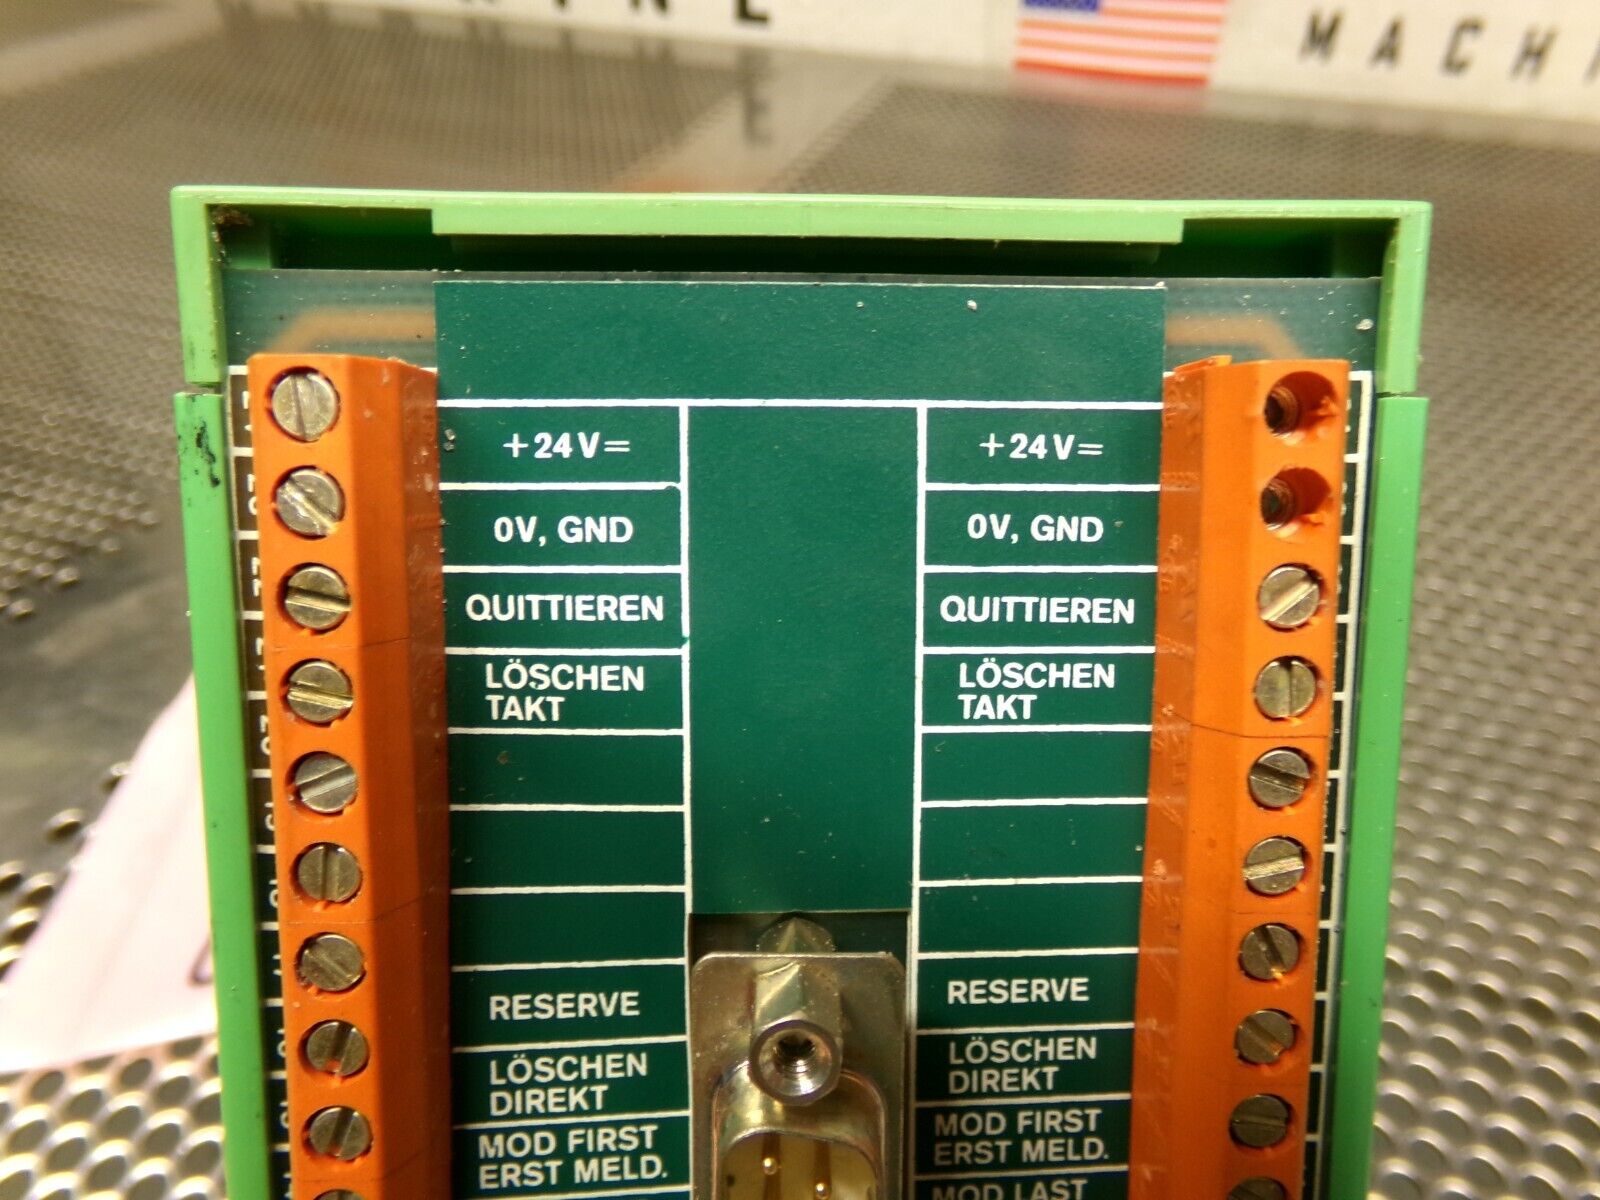 MACH
+24V=
0V, GND
QUITTIEREN
LÖSCHEN
TAKT
RESERVE
LÖSCHEN
DIREKT
MOD FIRST
ERST MELD.
+24V=
0V, GND
QUITTIEREN
LÖSCHEN
TAKT
RESERVE
LÖSCHEN
DIREKT
MOD FIRST
ERST MELD.
MOD LAST